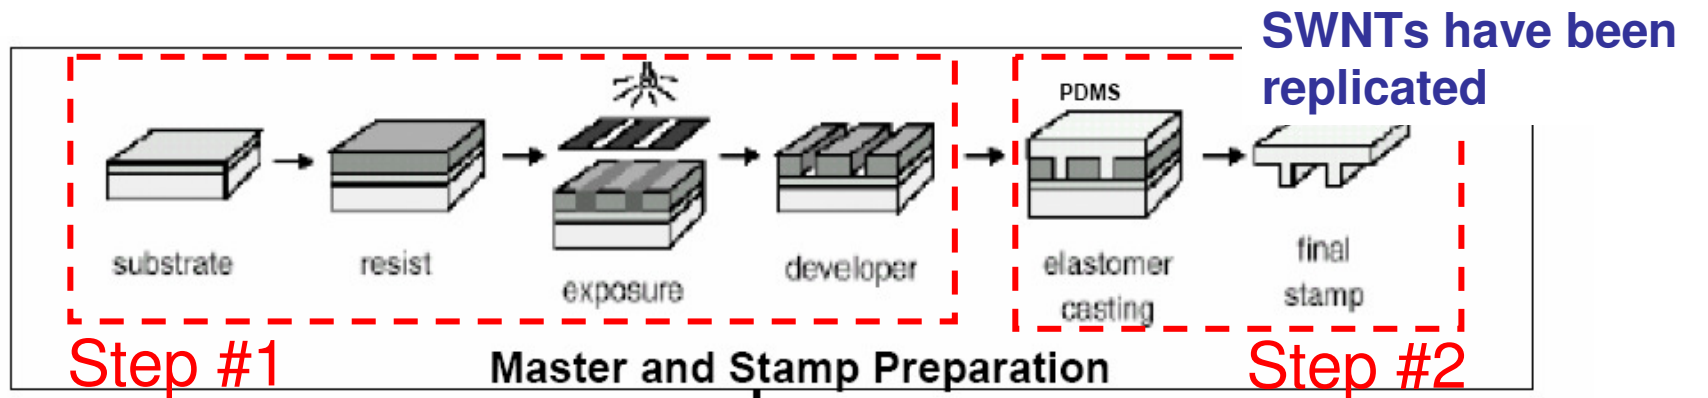 SWNTs have been
replicated
PDMS
substrate
resist
exposure
developer
elastomer
casting
final
stamp
Step #1
Master and Stamp Preparation
Step #2